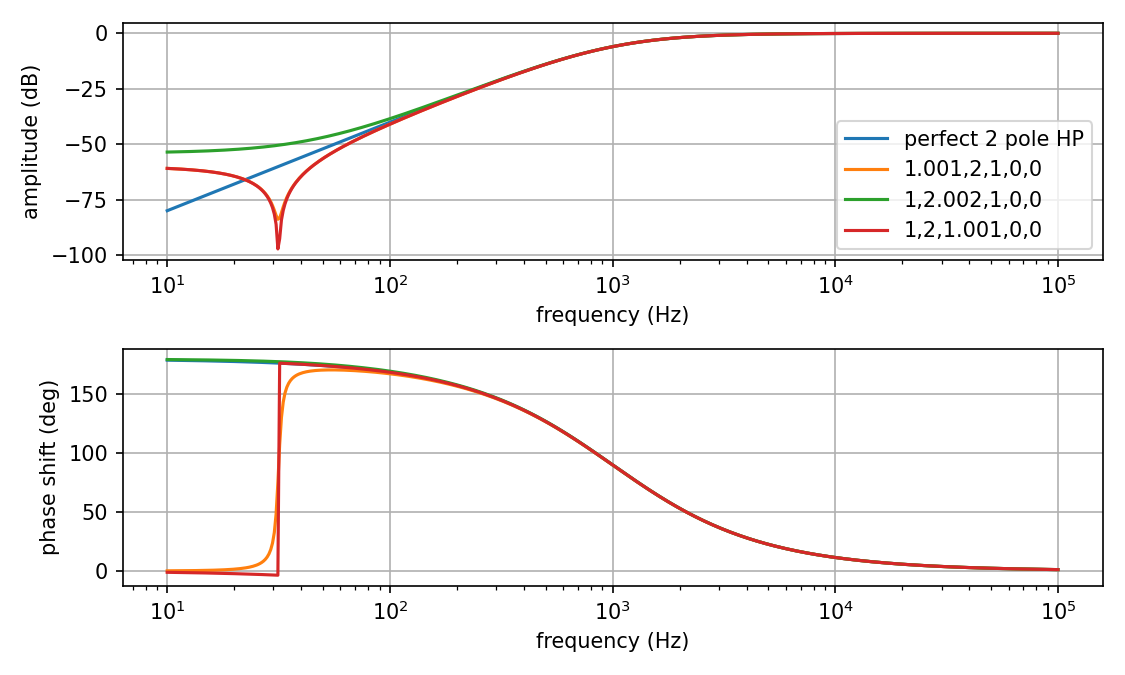 0
−25
−50
−75
−100
amplitude (dB)
perfect 2 pole HP
1.001,2,1,0,0
1,2.002,1,0,0
1,2,1.001,0,0
10¹ 10² 10³ 10⁴ 10⁵
frequency (Hz)
150
100
50
0
phase shift (deg)
10¹ 10² 10³ 10⁴ 10⁵
frequency (Hz)